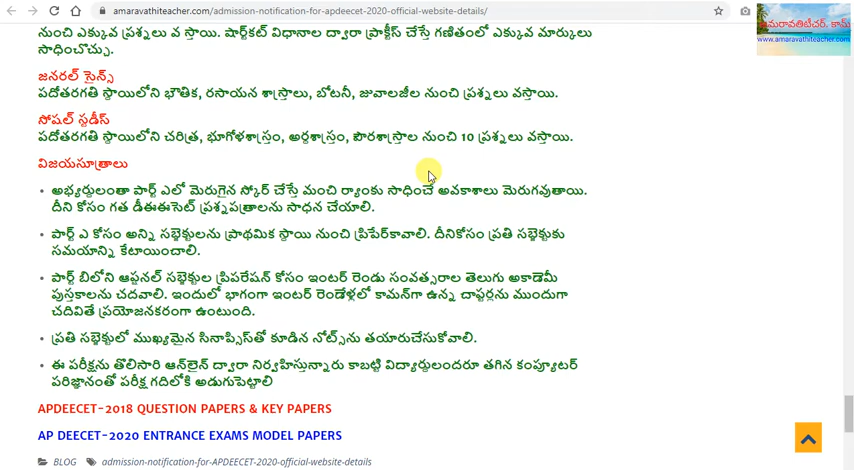 amaravathiteacher.com/admission-notification-for-apdeecet-2020-official-website-details/
అమరావతిటీచర్. కామ్
www.amaravathiteacher.com
నుంచి ఎక్కువ ప్రశ్నలు వ స్తాయి. షార్ట్‌కట్ విధానాల ద్వారా ప్రాక్టీస్ చేస్తే గణితంలో ఎక్కువ మార్కులు
సాధించొచ్చు.
జనరల్ సైన్స్
పదోతరగతి స్థాయిలోని భౌతిక, రసాయన శాస్త్రాలు, బోటనీ, జువాలజీల నుంచి ప్రశ్నలు వస్తాయి.
సోషల్ స్టడీస్
పదోతరగతి స్థాయిలోని చరిత్ర, భూగోళశాస్త్రం, అర్థశాస్త్రం, పౌరశాస్త్రాల నుంచి 10 ప్రశ్నలు వస్తాయి.
విజయసూత్రాలు
• అభ్యర్థులంతా పార్ట్ ఎలో మెరుగైన స్కోర్ చేస్తే మంచి ర్యాంకు సాధించే అవకాశాలు మెరుగవుతాయి.
దీని కోసం గత డీఈఈసెట్ ప్రశ్నపత్రాలను సాధన చేయాలి.
• పార్ట్ ఎ కోసం అన్ని సబ్జెక్టులను ప్రాథమిక స్థాయి నుంచి ప్రిపేర్‌కావాలి. దీనికోసం ప్రతి సబ్జెక్టుకు
సమయాన్ని కేటాయించాలి.
• పార్ట్ బిలోని ఆప్షనల్ సబ్జెక్టుల ప్రిపరేషన్ కోసం ఇంటర్ రెండు సంవత్సరాల తెలుగు అకాడెమీ
పుస్తకాలను చదవాలి. ఇందులో భాగంగా ఇంటర్ రెండేళ్లలో కామన్‌గా ఉన్న చాప్టర్లను ముందుగా
చదివితే ప్రయోజనకరంగా ఉంటుంది.
• ప్రతి సబ్జెక్టులో ముఖ్యమైన సినాప్సిస్‌తో కూడిన నోట్స్‌ను తయారుచేసుకోవాలి.
• ఈ పరీక్షను తొలిసారి ఆన్‌లైన్ ద్వారా నిర్వహిస్తున్నారు కాబట్టి విద్యార్థులందరూ తగిన కంప్యూటర్
పరిజ్ఞానంతో పరీక్ష గదిలోకి అడుగుపెట్టాలి
APDEECET-2018 QUESTION PAPERS & KEY PAPERS
AP DEECET-2020 ENTRANCE EXAMS MODEL PAPERS
BLOG admission-notification-for-APDEECET-2020-official-website-details